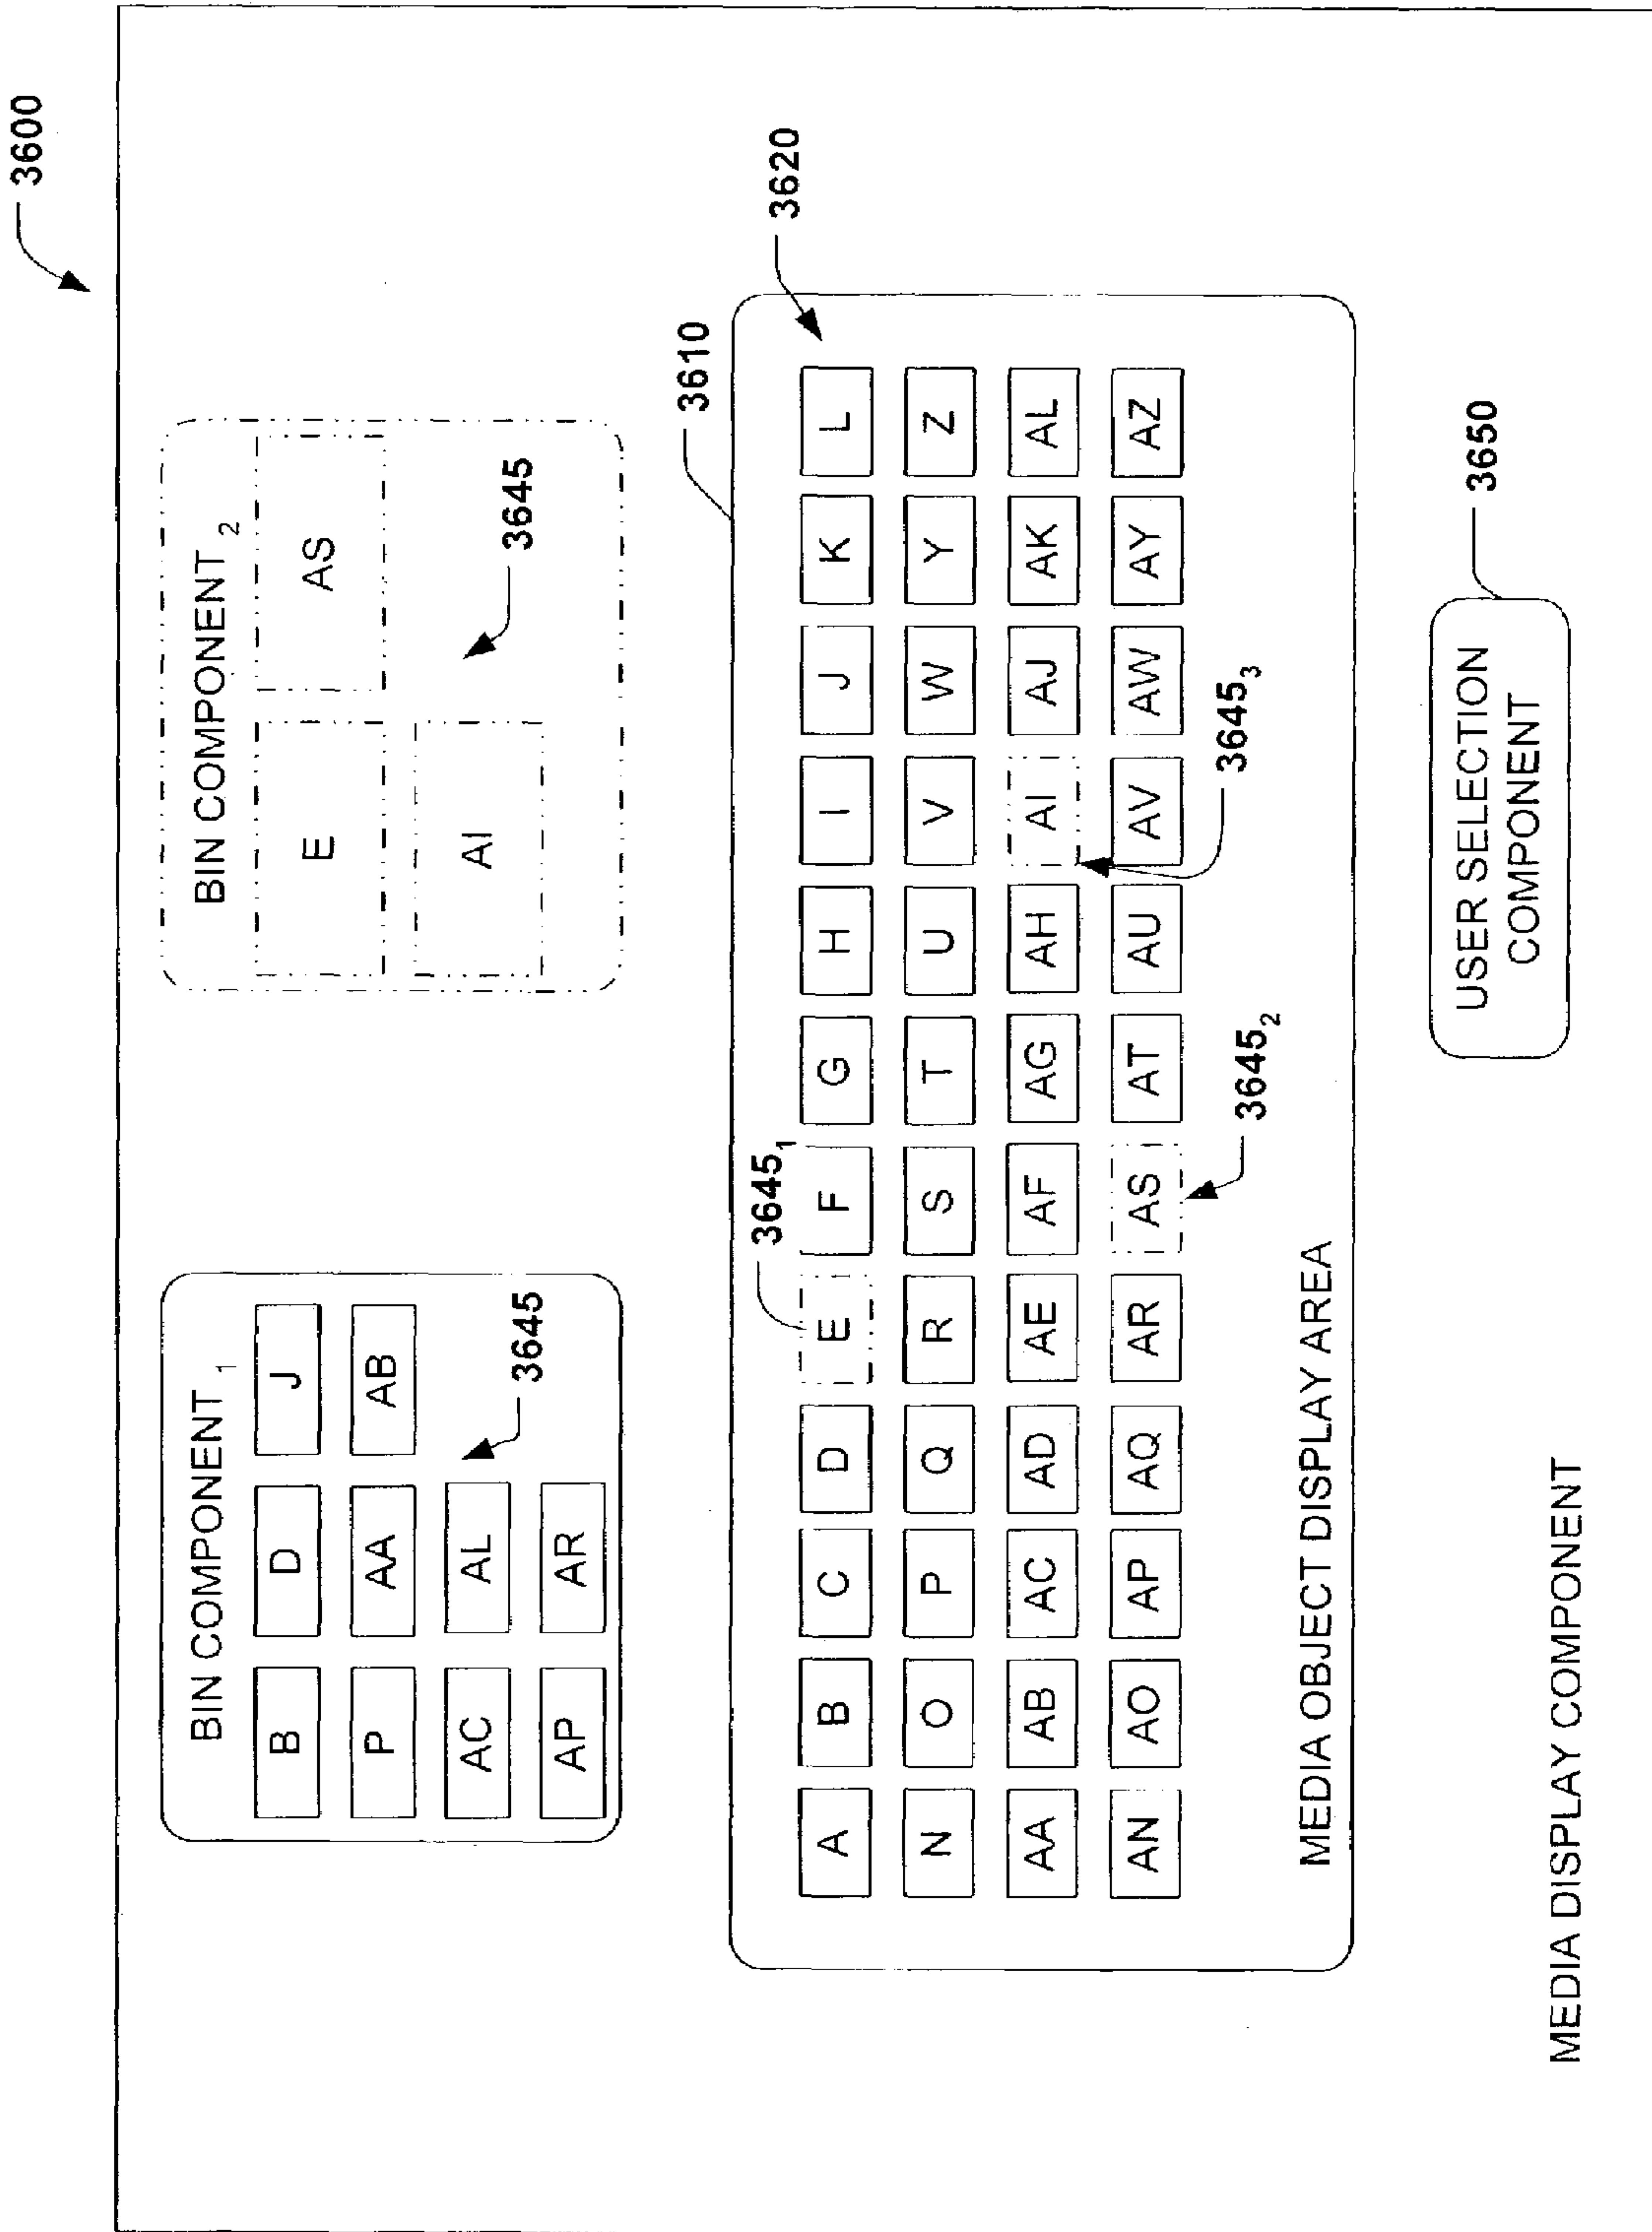 3600
BIN COMPONENT 1
B D J
P AA AB
AC AL
AP AR
3645
BIN COMPONENT 2
E AS
AI
3645
3610
3620
3645 1
A B C D E F G H I J K L
N O P Q R S T U V W Y Z
AA AB AC AD AE AF AG AH AI AJ AK AL
AN AO AP AQ AR AS AT AU AV AW AY AZ
3645 2
3645 3
MEDIA OBJECT DISPLAY AREA
USER SELECTION
COMPONENT
3650
MEDIA DISPLAY COMPONENT